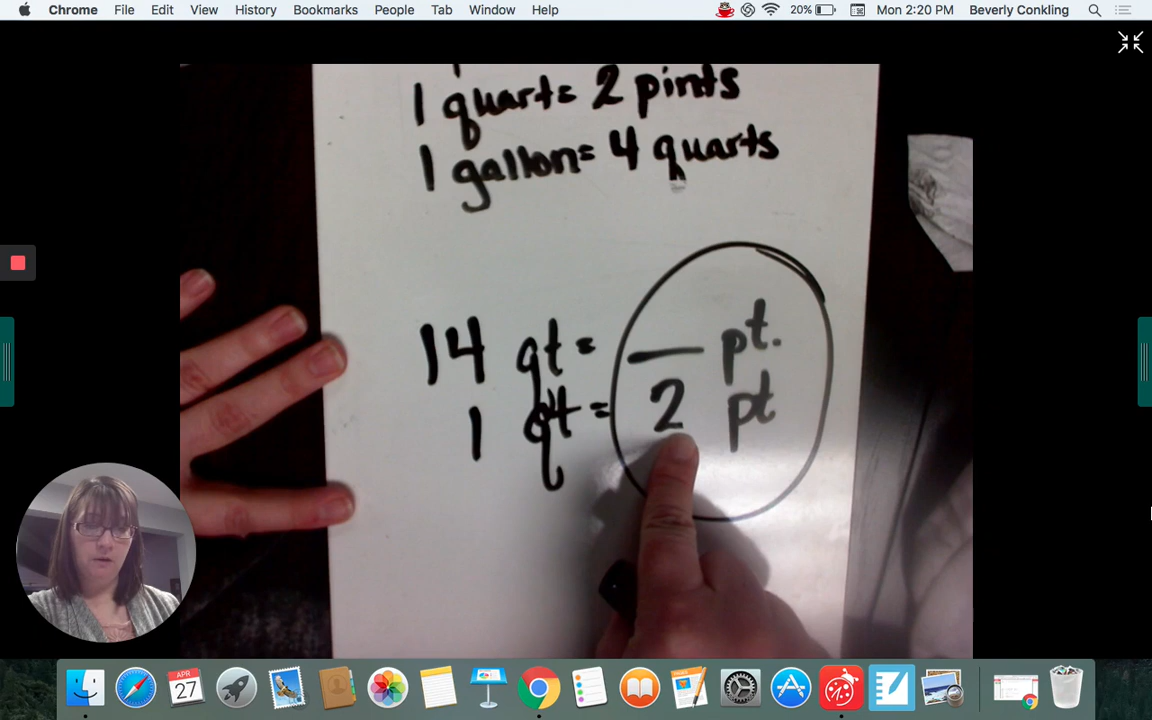 Chrome File Edit View History Bookmarks People Tab Window Help 20% Mon 2:20 PM Beverly Conkling
1 quart = 2 pints
1 gallon = 4 quarts
14 qt = ___ pt.
1 qt = 2 pt
APR
27